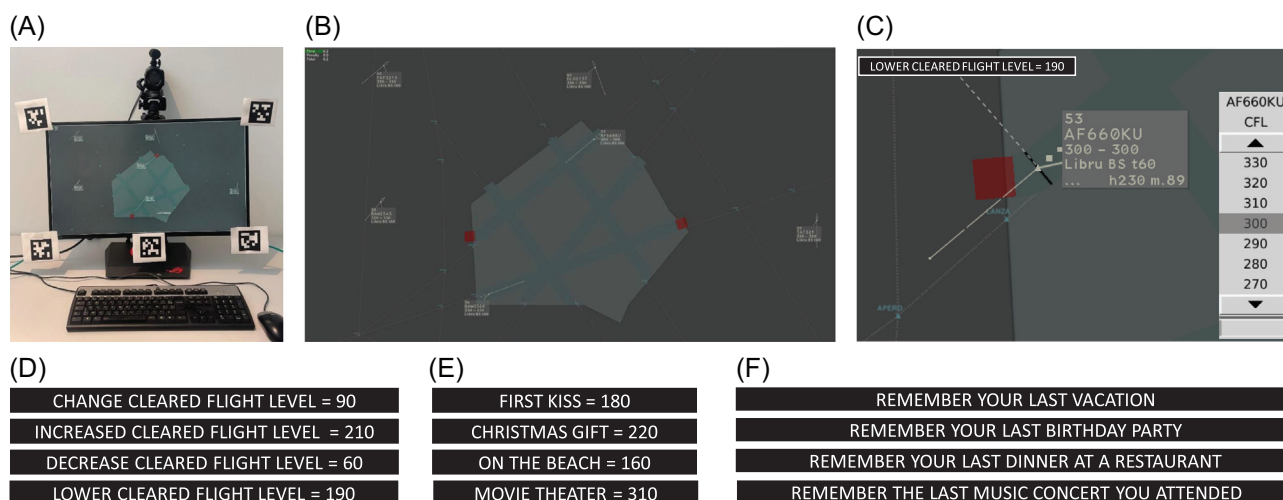 (A)
(B)
(C)
LOWER CLEARED FLIGHT LEVEL = 190
53
AF660KU
300 - 300
Libru BS t60
... h230 m.89
LANZA
APERO
AF660KU
CFL
330
320
310
300
290
280
270
(D)
CHANGE CLEARED FLIGHT LEVEL = 90
INCREASED CLEARED FLIGHT LEVEL = 210
DECREASE CLEARED FLIGHT LEVEL = 60
LOWER CLEARED FLIGHT LEVEL = 190
(E)
FIRST KISS = 180
CHRISTMAS GIFT = 220
ON THE BEACH = 160
MOVIE THEATER = 310
(F)
REMEMBER YOUR LAST VACATION
REMEMBER YOUR LAST BIRTHDAY PARTY
REMEMBER YOUR LAST DINNER AT A RESTAURANT
REMEMBER THE LAST MUSIC CONCERT YOU ATTENDED